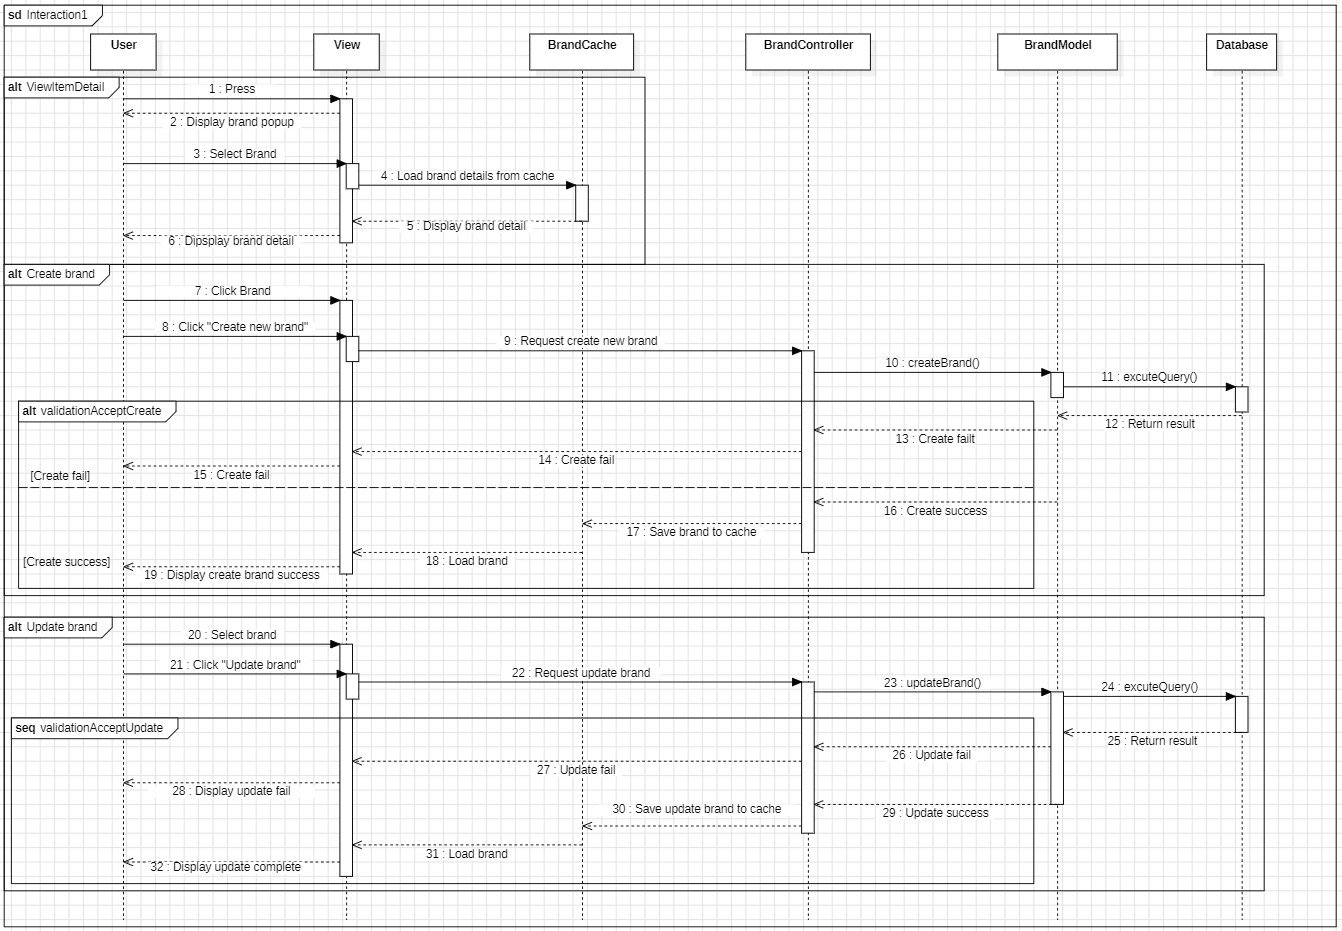 sd Interaction1
User
View
BrandCache
BrandController
BrandModel
Database
alt ViewItemDetail
1 : Press
2 : Display brand popup
3 : Select Brand
4 : Load brand details from cache
5 : Display brand detail
6 : Dipsplay brand detail
alt Create brand
7 : Click Brand
8 : Click "Create new brand"
9 : Request create new brand
10 : createBrand()
11 : excuteQuery()
alt validationAcceptCreate
12 : Return result
13 : Create failt
14 : Create fail
15 : Create fail
[Create fail]
16 : Create success
17 : Save brand to cache
18 : Load brand
[Create success]
19 : Display create brand success
alt Update brand
20 : Select brand
21 : Click "Update brand"
22 : Request update brand
23 : updateBrand()
24 : excuteQuery()
seq validationAcceptUpdate
25 : Return result
26 : Update fail
27 : Update fail
28 : Display update fail
29 : Update success
30 : Save update brand to cache
31 : Load brand
32 : Display update complete